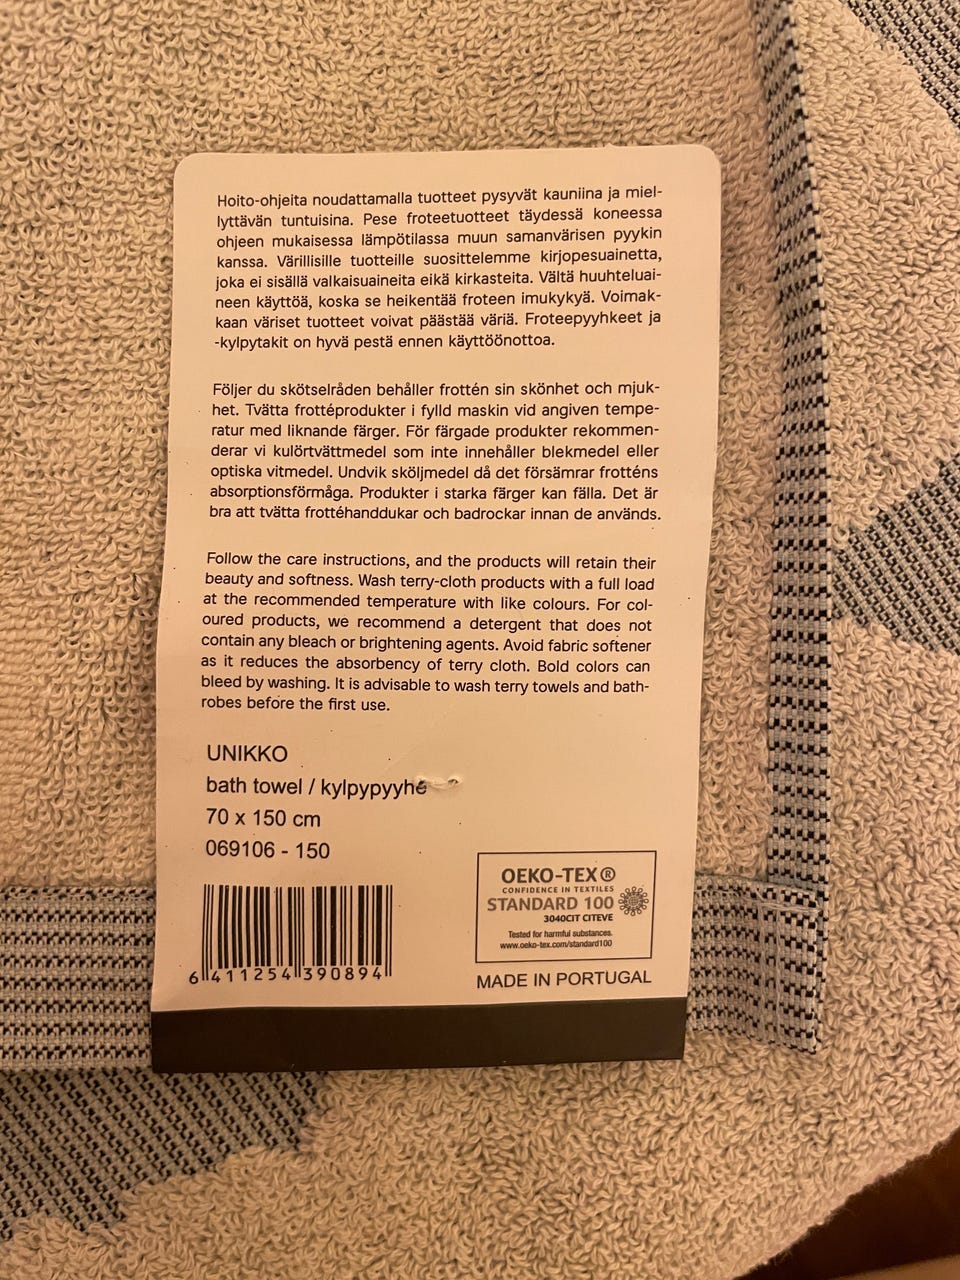 Hoito-ohjeita noudattamalla tuotteet pysyvät kauniina ja miel-
lyttävän tuntuisina. Pese froteetuotteet täydessä koneessa
ohjeen mukaisessa lämpötilassa muun samanvärisen pyykin
kanssa. Värillisille tuotteille suosittelemme kirjopesuainetta,
joka ei sisällä valkaisuaineita eikä kirkasteita. Vältä huuhteluai-
neen käyttöä, koska se heikentää froteen imukykyä. Voimak-
kaan väriset tuotteet voivat päästää väriä. Froteepyyhkeet ja
-kylpytakit on hyvä pestä ennen käyttöönottoa.
Följer du skötselråden behåller frottén sin skönhet och mjuk-
het. Tvätta frottéprodukter i fylld maskin vid angiven tempe-
ratur med liknande färger. För färgade produkter rekommen-
derar vi kulörtvättmedel som inte innehåller blekmedel eller
optiska vitmedel. Undvik sköljmedel då det försämrar frotténs
absorptionsförmåga. Produkter i starka färger kan fälla. Det är
bra att tvätta frottéhanddukar och badrockar innan de används.
Follow the care instructions, and the products will retain their
beauty and softness. Wash terry-cloth products with a full load
at the recommended temperature with like colours. For col-
oured products, we recommend a detergent that does not
contain any bleach or brightening agents. Avoid fabric softener
as it reduces the absorbency of terry cloth. Bold colors can
bleed by washing. It is advisable to wash terry towels and bath-
robes before the first use.
UNIKKO
bath towel / kylpypyyhe
70 x 150 cm
069106 - 150
6 411254 390894
OEKO-TEX®
CONFIDENCE IN TEXTILES
STANDARD 100
3040CIT CITEVE
Tested for harmful substances.
www.oeko-tex.com/standard100
MADE IN PORTUGAL